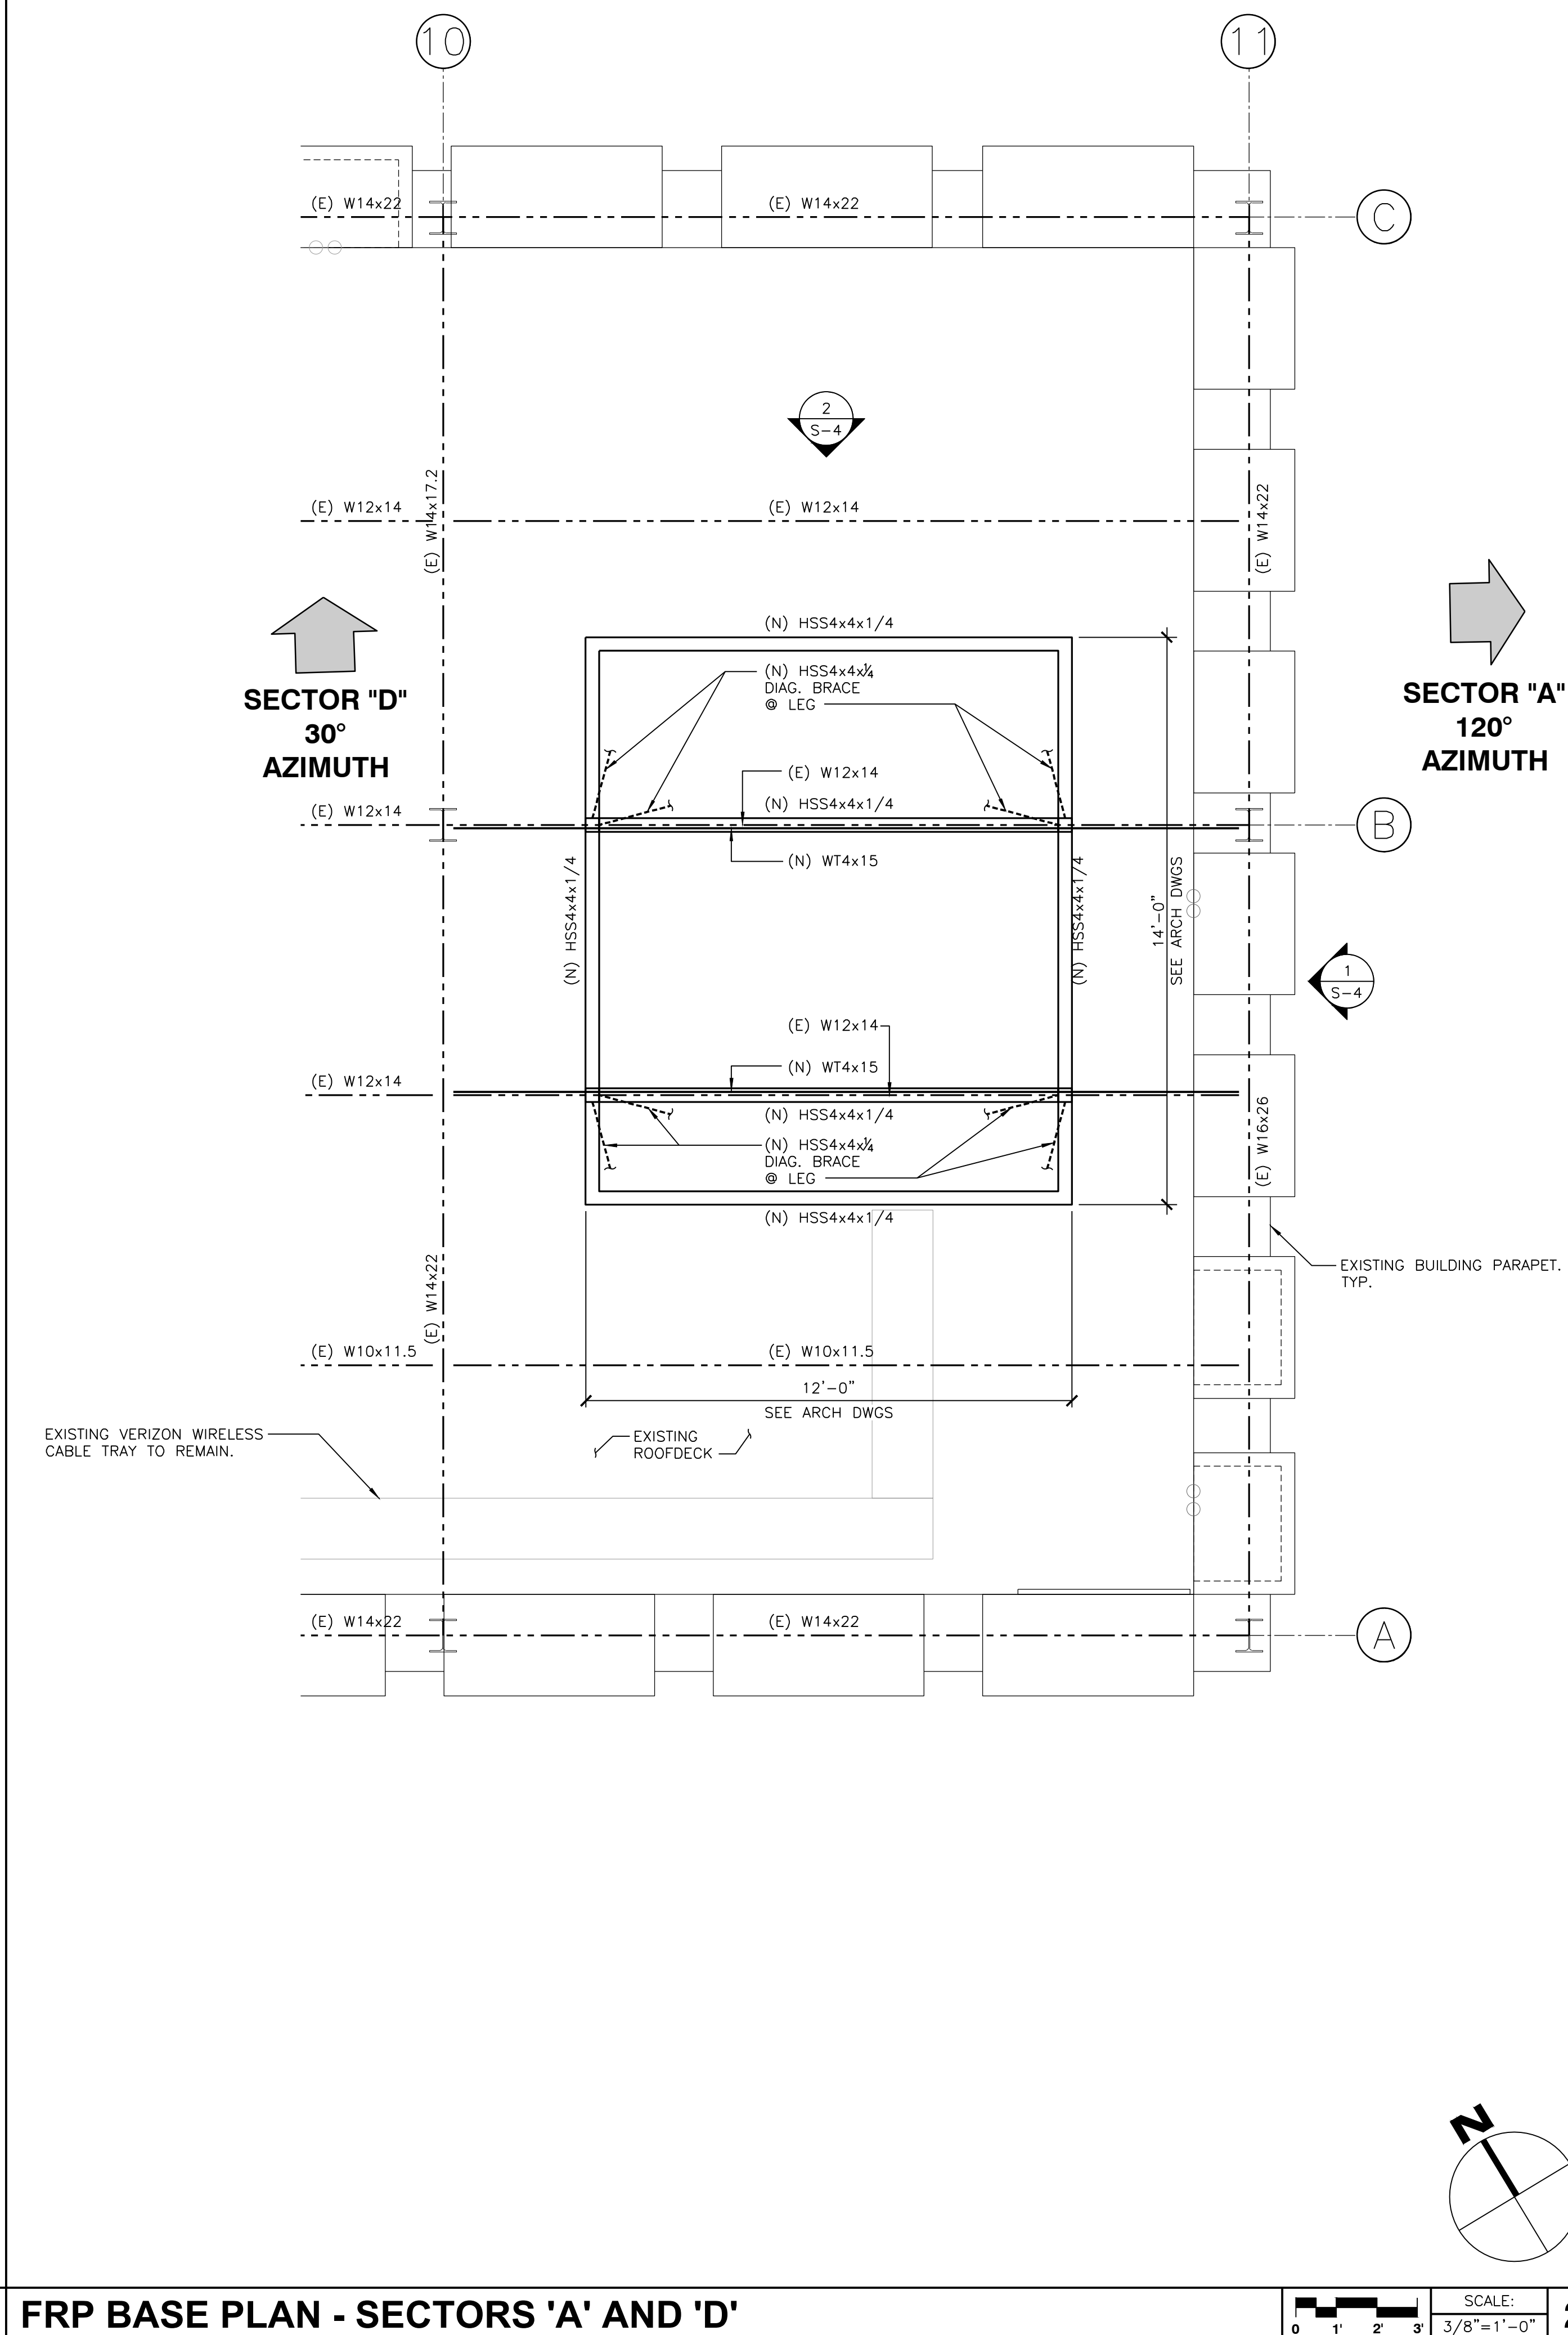 10
11
(E) W14x22
(E) W14x22
C
2
S-4
(E) W14x17.2
(E) W12x14
(E) W12x14
(E) W14x22
SECTOR "D"
30°
AZIMUTH
SECTOR "A"
120°
AZIMUTH
(N) HSS4x4x1/4
(N) HSS4x4x¼
DIAG. BRACE
@ LEG
(E) W12x14
(N) HSS4x4x1/4
(E) W12x14
B
(N) WT4x15
(N) HSS4x4x1/4
(N) HSS4x4x1/4
14'-0"
SEE ARCH DWGS
1
S-4
(E) W12x14
(N) WT4x15
(E) W12x14
(N) HSS4x4x1/4
(N) HSS4x4x¼
DIAG. BRACE
@ LEG
(E) W16x26
(N) HSS4x4x1/4
EXISTING BUILDING PARAPET.
TYP.
(E) W14x22
(E) W10x11.5
(E) W10x11.5
12'-0"
SEE ARCH DWGS
EXISTING VERIZON WIRELESS
CABLE TRAY TO REMAIN.
EXISTING
ROOFDECK
(E) W14x22
(E) W14x22
A
N
FRP BASE PLAN - SECTORS 'A' AND 'D'
0 1' 2' 3'
SCALE:
3/8"=1'-0"